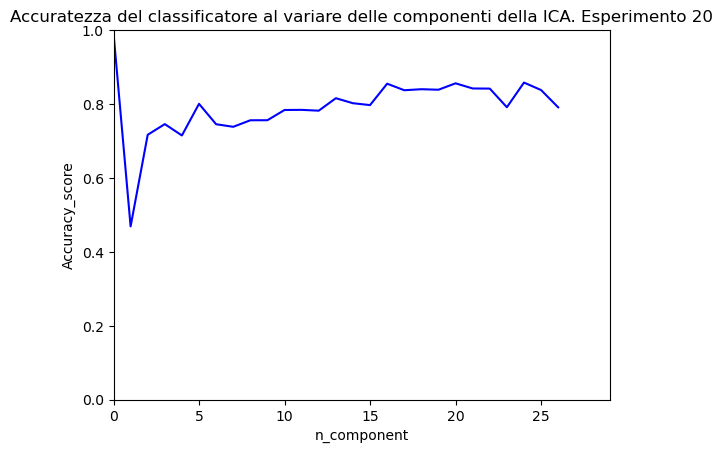 Accuratezza del classificatore al variare delle componenti della ICA. Esperimento 20
1.0
0.8
0.6
0.4
0.2
0.0
Accuracy_score
0 5 10 15 20 25
n_component